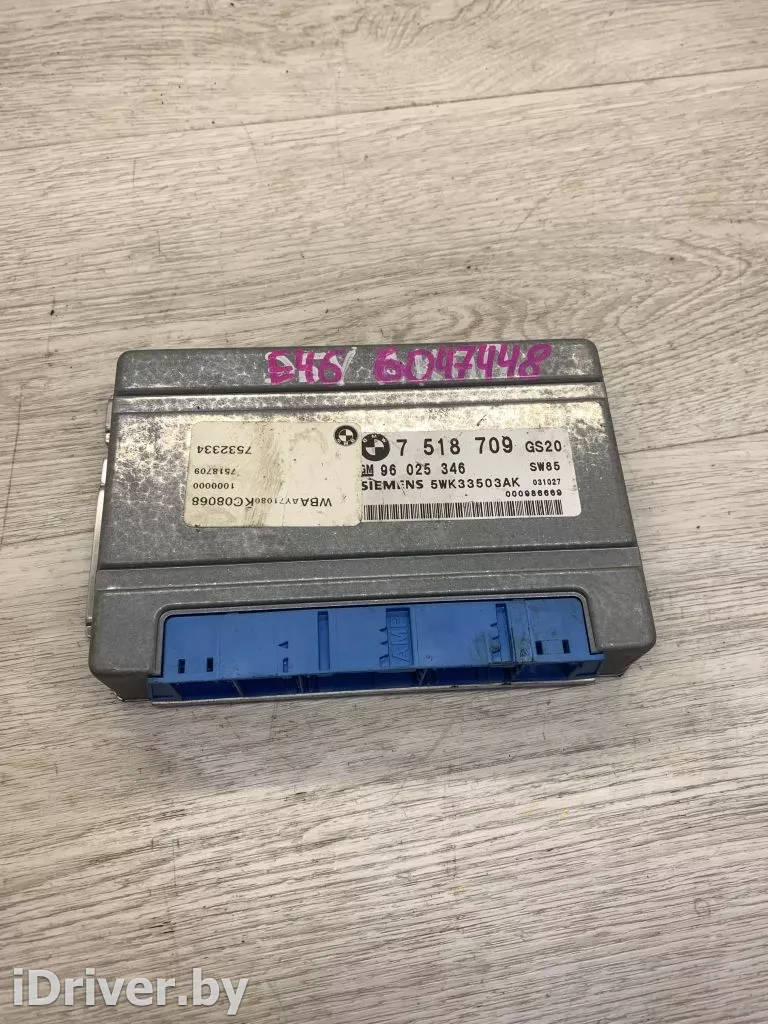 E46 6047448
7 518 709 GS20
GM 96 025 346 SW85
SIEMENS 5WK33503AK 031027
000986669
WBAAY71080KC08068
1000000
7518709
7532334
AMP
iDriver.by